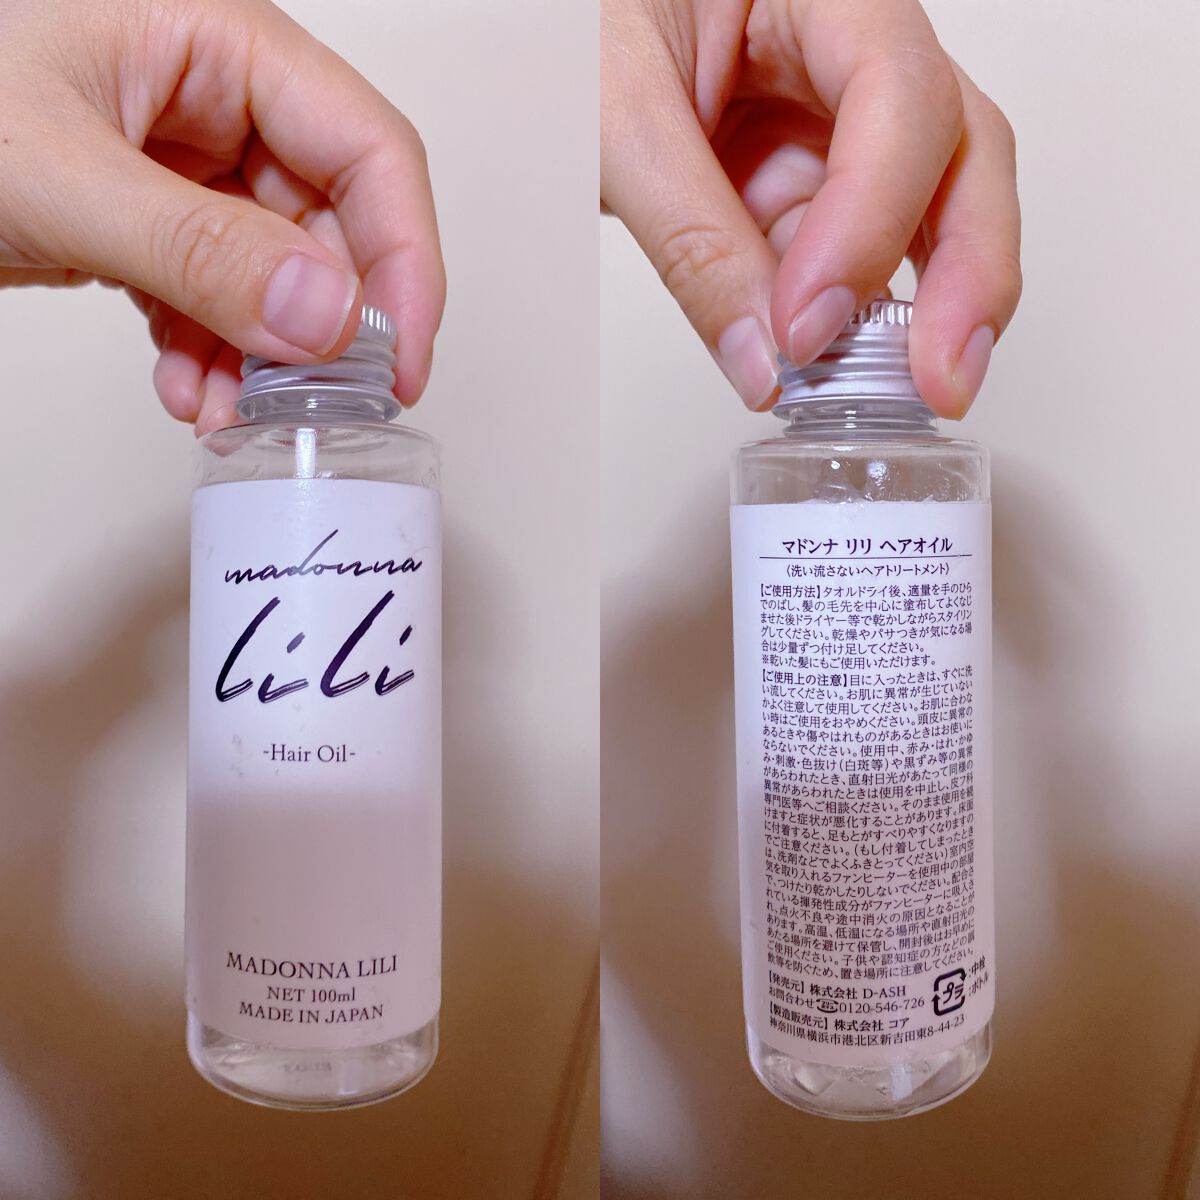 madonna
LiLi
-Hair Oil-
MADONNA LILI
NET 100ml
MADE IN JAPAN
マドンナ リリ ヘアオイル
〈洗い流さないヘアトリートメント〉
【ご使用方法】タオルドライ後、適量を手のひら
でのばし、髪の毛先を中心に塗布してよくなじ
ませた後ドライヤー等で乾かしながらスタイリン
グしてください。乾燥やパサつきが気になる場
合は少量ずつ付け足してください。
※乾いた髪にもご使用いただけます。
【ご使用上の注意】目に入ったときは、すぐに洗
い流してください。お肌に異常が生じていない
かよく注意して使用してください。お肌に合わな
い時はご使用をおやめください。頭皮に異常の
あるときや傷やはれものがあるときはお使いに
ならないでください。使用中、赤み・はれ・かゆ
み・刺激・色抜け(白斑等)や黒ずみ等の異常
があらわれたとき、直射日光があたって同様の
異常があらわれたときは使用を中止し、皮フ科
専門医等へご相談ください。そのまま使用を続
けますと症状が悪化することがあります。床面
に付着すると、足もとがすべりやすくなりますの
でご注意ください。(もし付着してしまったとき
は、洗剤などでよくふきとってください)室内空
気を取り入れるファンヒーターを使用中の部屋
で、つけたり乾かしたりしないでください。配合さ
れている揮発性成分がファンヒーターに吸入さ
れ、点火不良や途中消火の原因となることが
あります。高温、低温になる場所や直射日光の
あたる場所を避けて保管し、開封後はお早めに
ご使用ください。子供や認知症の方などの誤
飲等を防ぐため、置き場所に注意してください。
【発売元】株式会社 D-ASH
お問合わせ 0120-546-726
【製造販売元】株式会社 コア
神奈川県横浜市港北区新吉田東8-44-23
プラ
:中栓
:ボトル